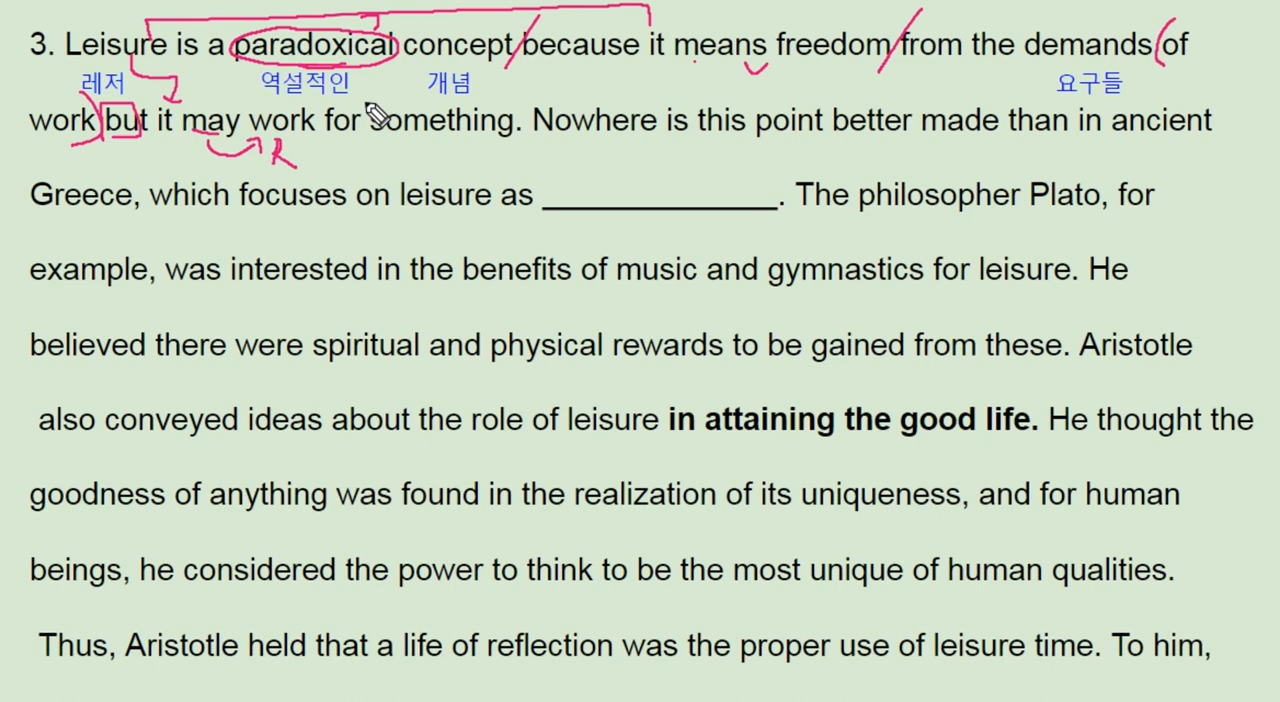 3. Leisure is a paradoxical concept because it means freedom from the demands of
레저 역설적인 개념 요구들
work but it may work for something. Nowhere is this point better made than in ancient
R
Greece, which focuses on leisure as ______________. The philosopher Plato, for
example, was interested in the benefits of music and gymnastics for leisure. He
believed there were spiritual and physical rewards to be gained from these. Aristotle
also conveyed ideas about the role of leisure in attaining the good life. He thought the
goodness of anything was found in the realization of its uniqueness, and for human
beings, he considered the power to think to be the most unique of human qualities.
Thus, Aristotle held that a life of reflection was the proper use of leisure time. To him,